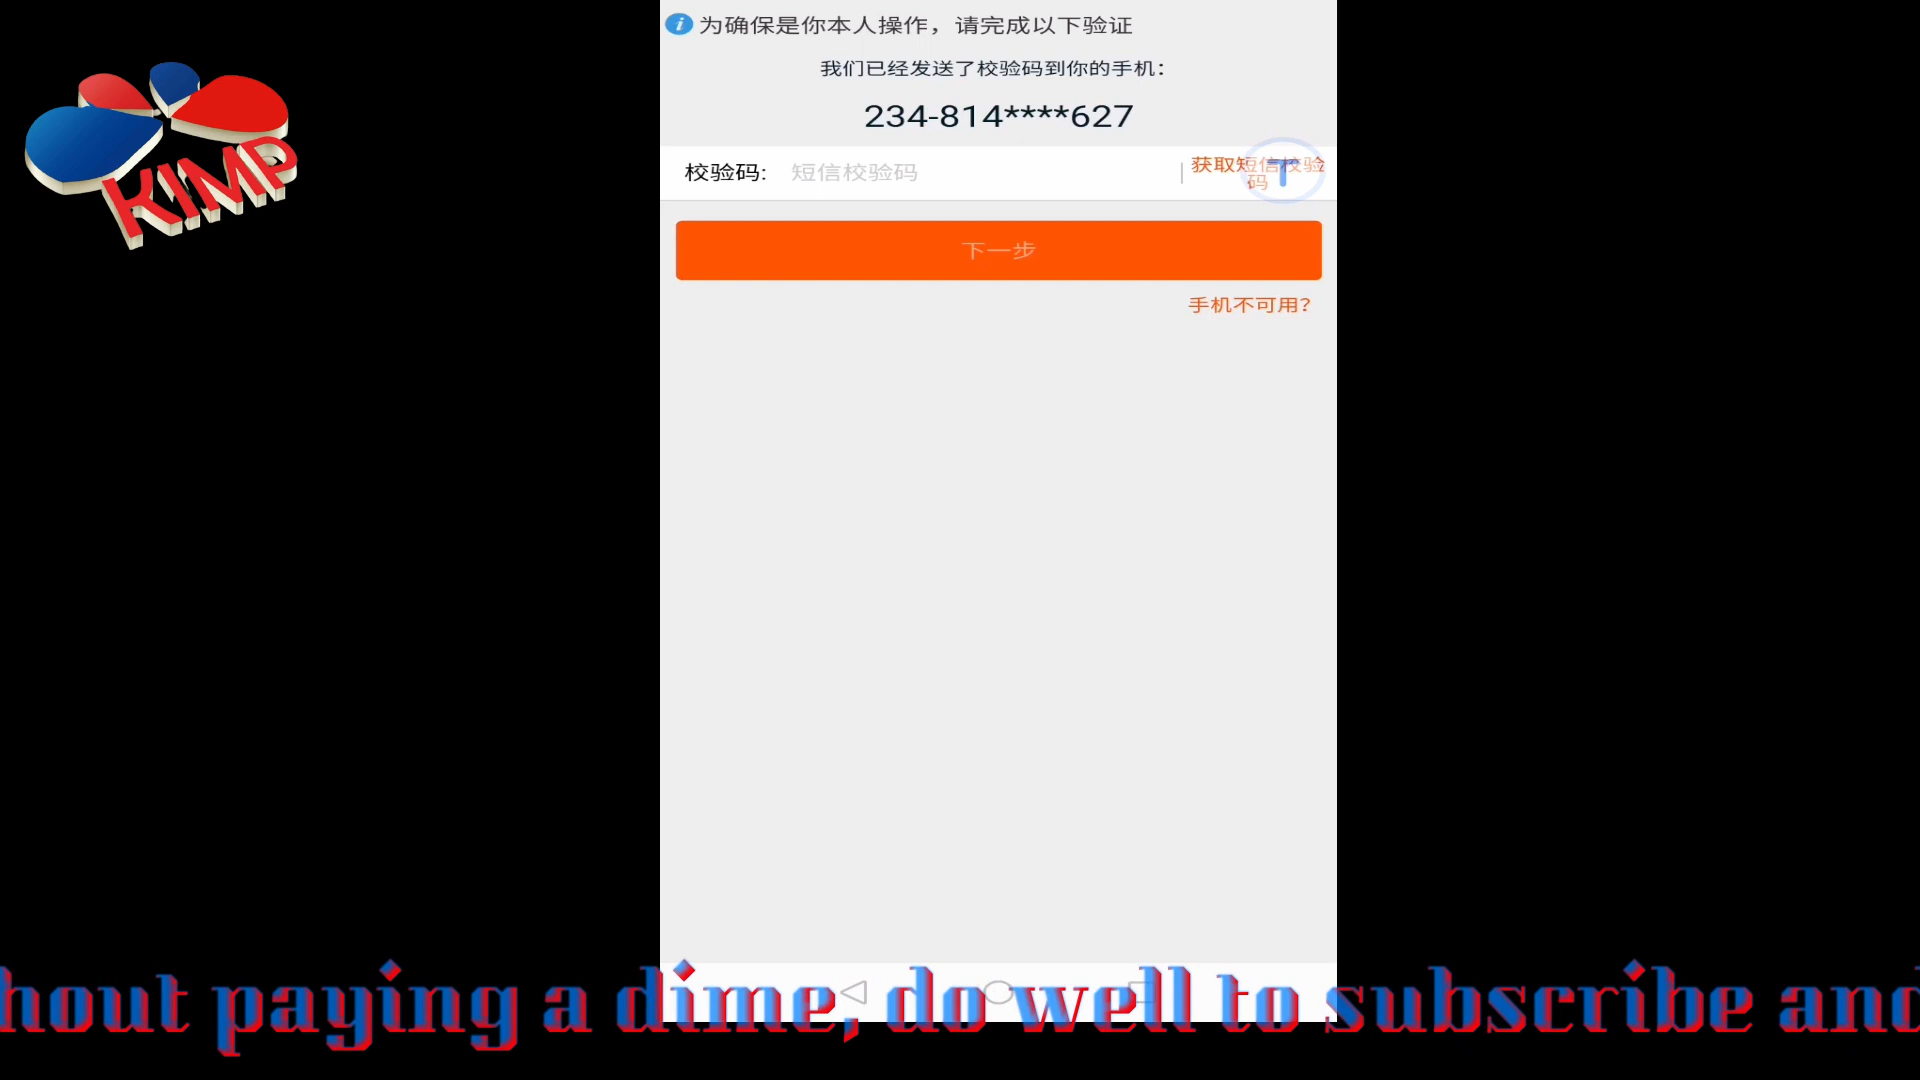 为确保是你本人操作，请完成以下验证
我们已经发送了校验码到你的手机：
234-814****627
校验码: 短信校验码 获取短信校验
码
下一步
手机不可用?
KIMP
hout paying a dime, do well to subscribe and